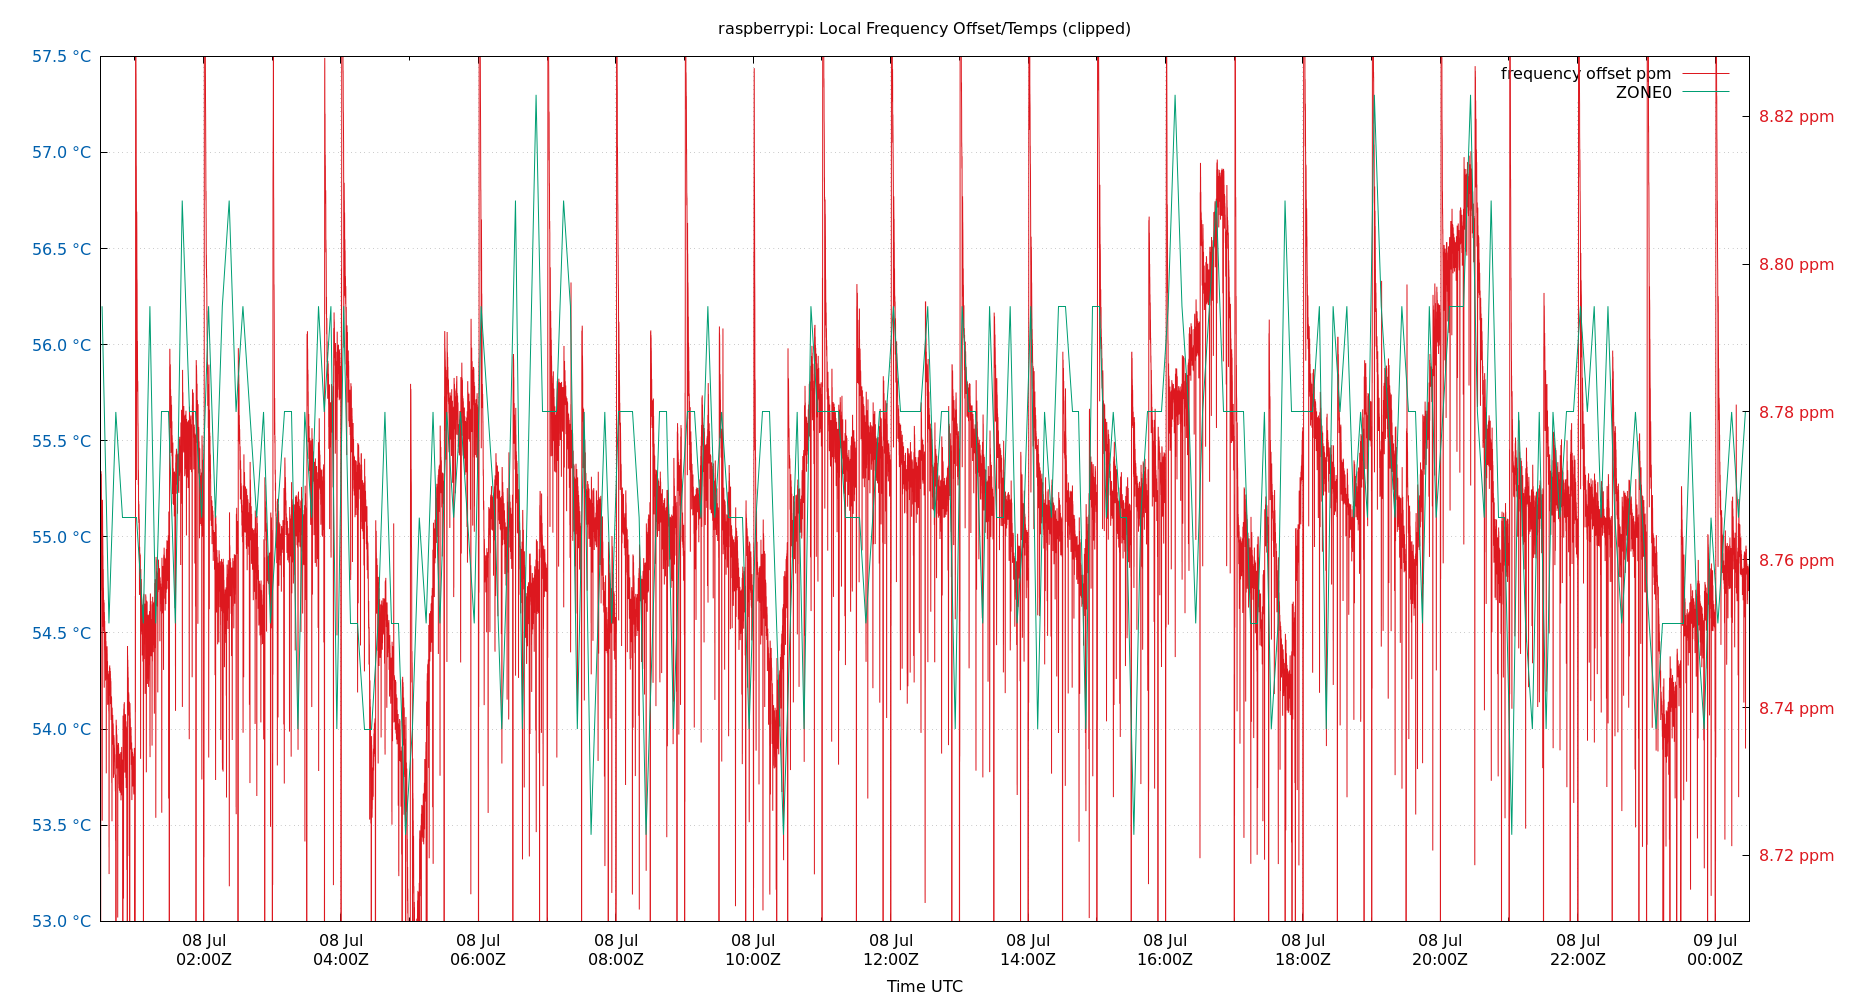 raspberrypi: Local Frequency Offset/Temps (clipped)
57.5 °C
57.0 °C
56.5 °C
56.0 °C
55.5 °C
55.0 °C
54.5 °C
54.0 °C
53.5 °C
53.0 °C
frequency offset ppm
ZONE0
8.82 ppm
8.80 ppm
8.78 ppm
8.76 ppm
8.74 ppm
8.72 ppm
08 Jul
02:00Z
08 Jul
04:00Z
08 Jul
06:00Z
08 Jul
08:00Z
08 Jul
10:00Z
08 Jul
12:00Z
08 Jul
14:00Z
08 Jul
16:00Z
08 Jul
18:00Z
08 Jul
20:00Z
08 Jul
22:00Z
09 Jul
00:00Z
Time UTC